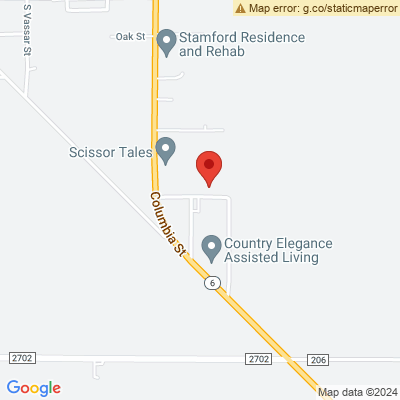 Map error: g.co/staticmaperror
S Vassar St
Oak St
Stamford Residence
and Rehab
Scissor Tales
Columbia St
Country Elegance
Assisted Living
6
2702
2702
206
Google
Map data ©2024